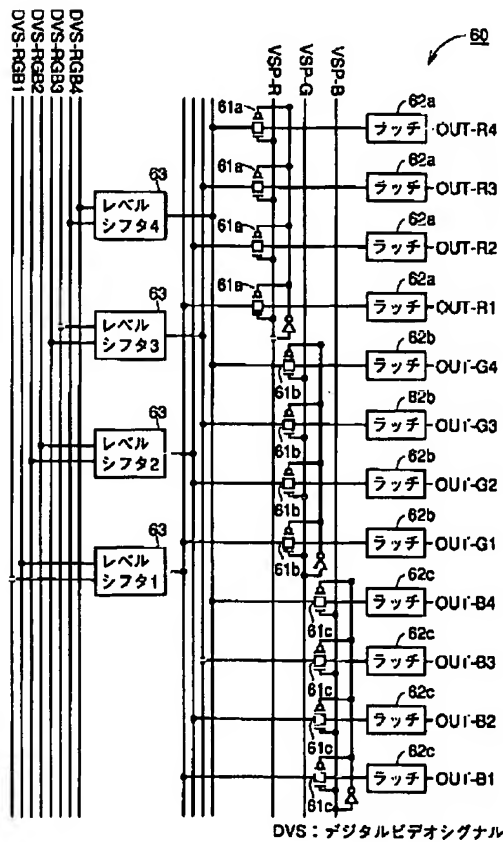 60
DVS-RGB1
DVS-RGB2
DVS-RGB3
DVS-RGB4
VSP-R
VSP-G
VSP-B
61a
62a
ラッチ
OUT-R4
61a
62a
ラッチ
OUT-R3
63
レベル
シフタ4
61a
62a
ラッチ
OUT-R2
61a
62a
ラッチ
OUT-R1
63
レベル
シフタ3
61b
62b
ラッチ
OUT-G4
61b
62b
ラッチ
OUT-G3
63
レベル
シフタ2
61b
62b
ラッチ
OUT-G2
61b
62b
ラッチ
OUT-G1
63
レベル
シフタ1
61c
62c
ラッチ
OUT-B4
61c
62c
ラッチ
OUT-B3
61c
62c
ラッチ
OUT-B2
61c
62c
ラッチ
OUT-B1
DVS：デジタルビデオシグナル